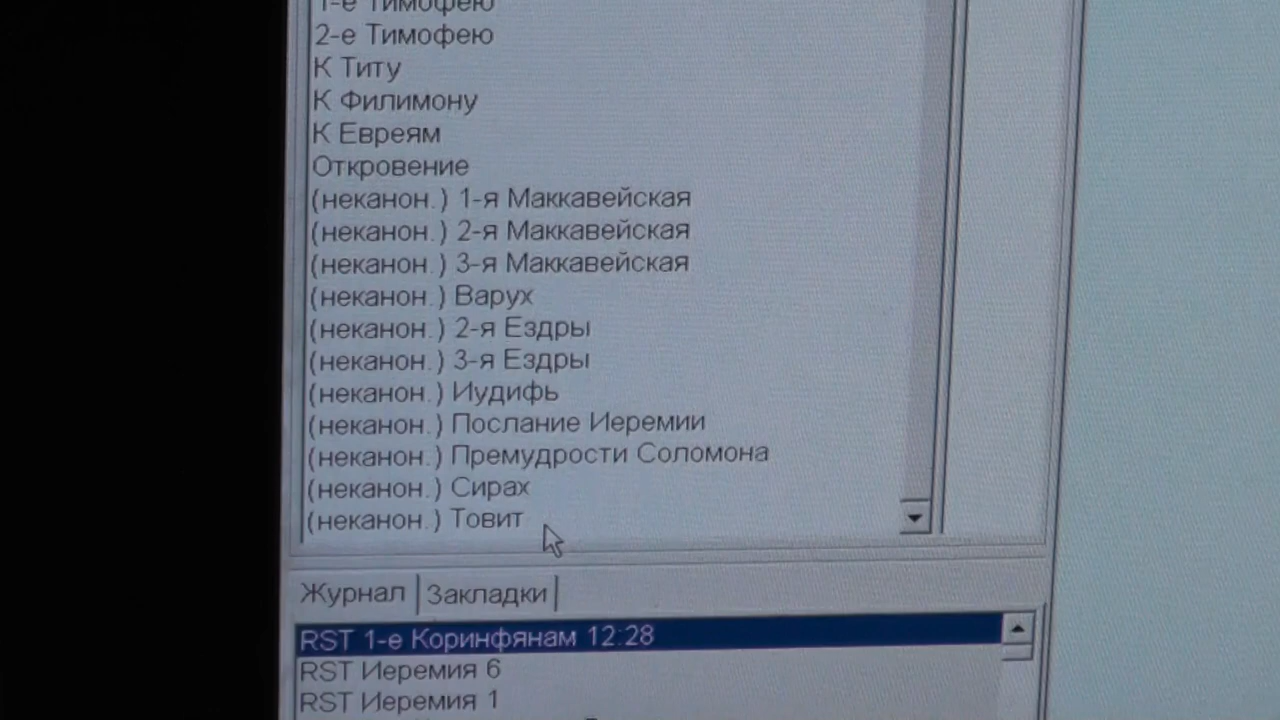 1-е Тимофею
2-е Тимофею
К Титу
К Филимону
К Евреям
Откровение
(неканон.) 1-я Маккавейская
(неканон.) 2-я Маккавейская
(неканон.) 3-я Маккавейская
(неканон.) Варух
(неканон.) 2-я Ездры
(неканон.) 3-я Ездры
(неканон.) Иудифь
(неканон.) Послание Иеремии
(неканон.) Премудрости Соломона
(неканон.) Сирах
(неканон.) Товит
Журнал Закладки
RST 1-е Коринфянам 12:28
RST Иеремия 6
RST Иеремия 1